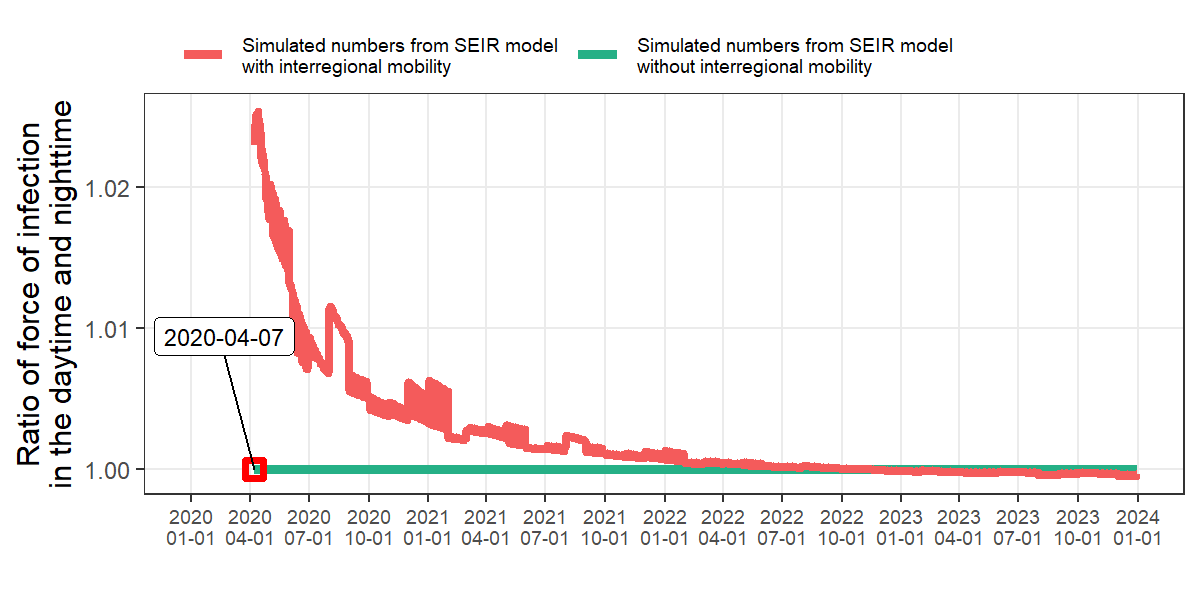 Simulated numbers from SEIR model
with interregional mobility
Simulated numbers from SEIR model
without interregional mobility
Ratio of force of infection
in the daytime and nighttime
1.02
1.01
1.00
2020-04-07
2020 2020 2020 2020 2021 2021 2021 2021 2022 2022 2022 2022 2023 2023 2023 2023 2024
01-01 04-01 07-01 10-01 01-01 04-01 07-01 10-01 01-01 04-01 07-01 10-01 01-01 04-01 07-01 10-01 01-01